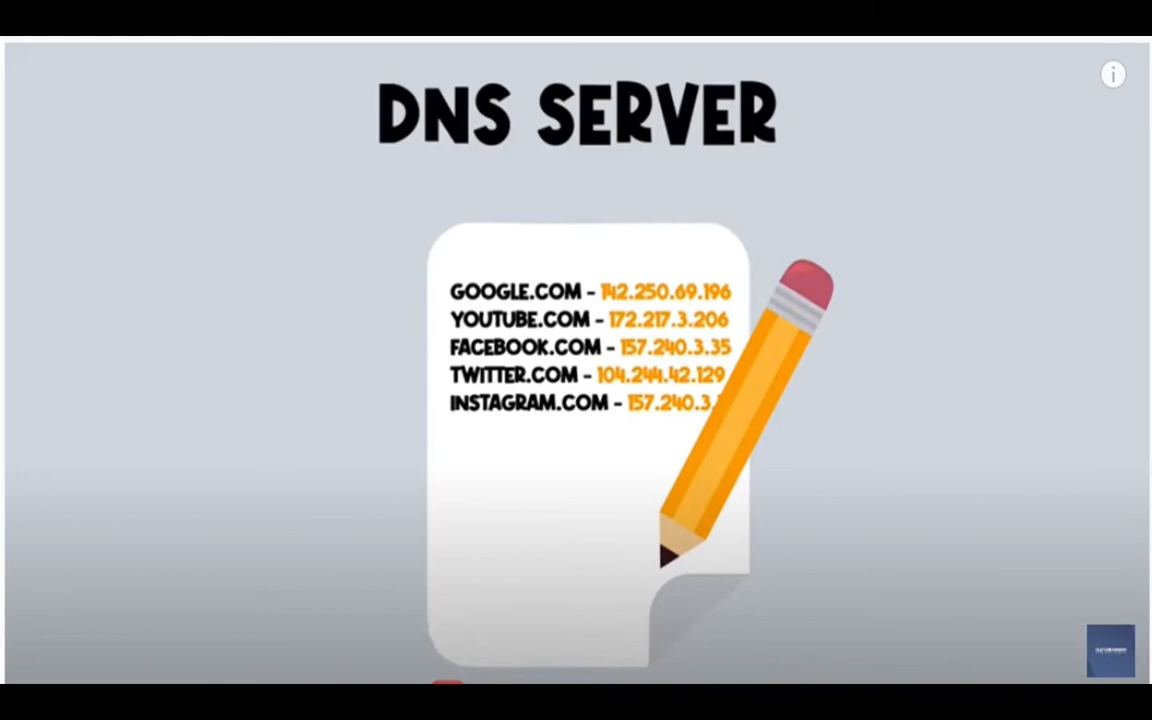 DNS SERVER
GOOGLE.COM - 142.250.69.196
YOUTUBE.COM - 172.217.3.206
FACEBOOK.COM - 157.240.3.35
TWITTER.COM - 104.244.42.129
INSTAGRAM.COM - 157.240.3.
i